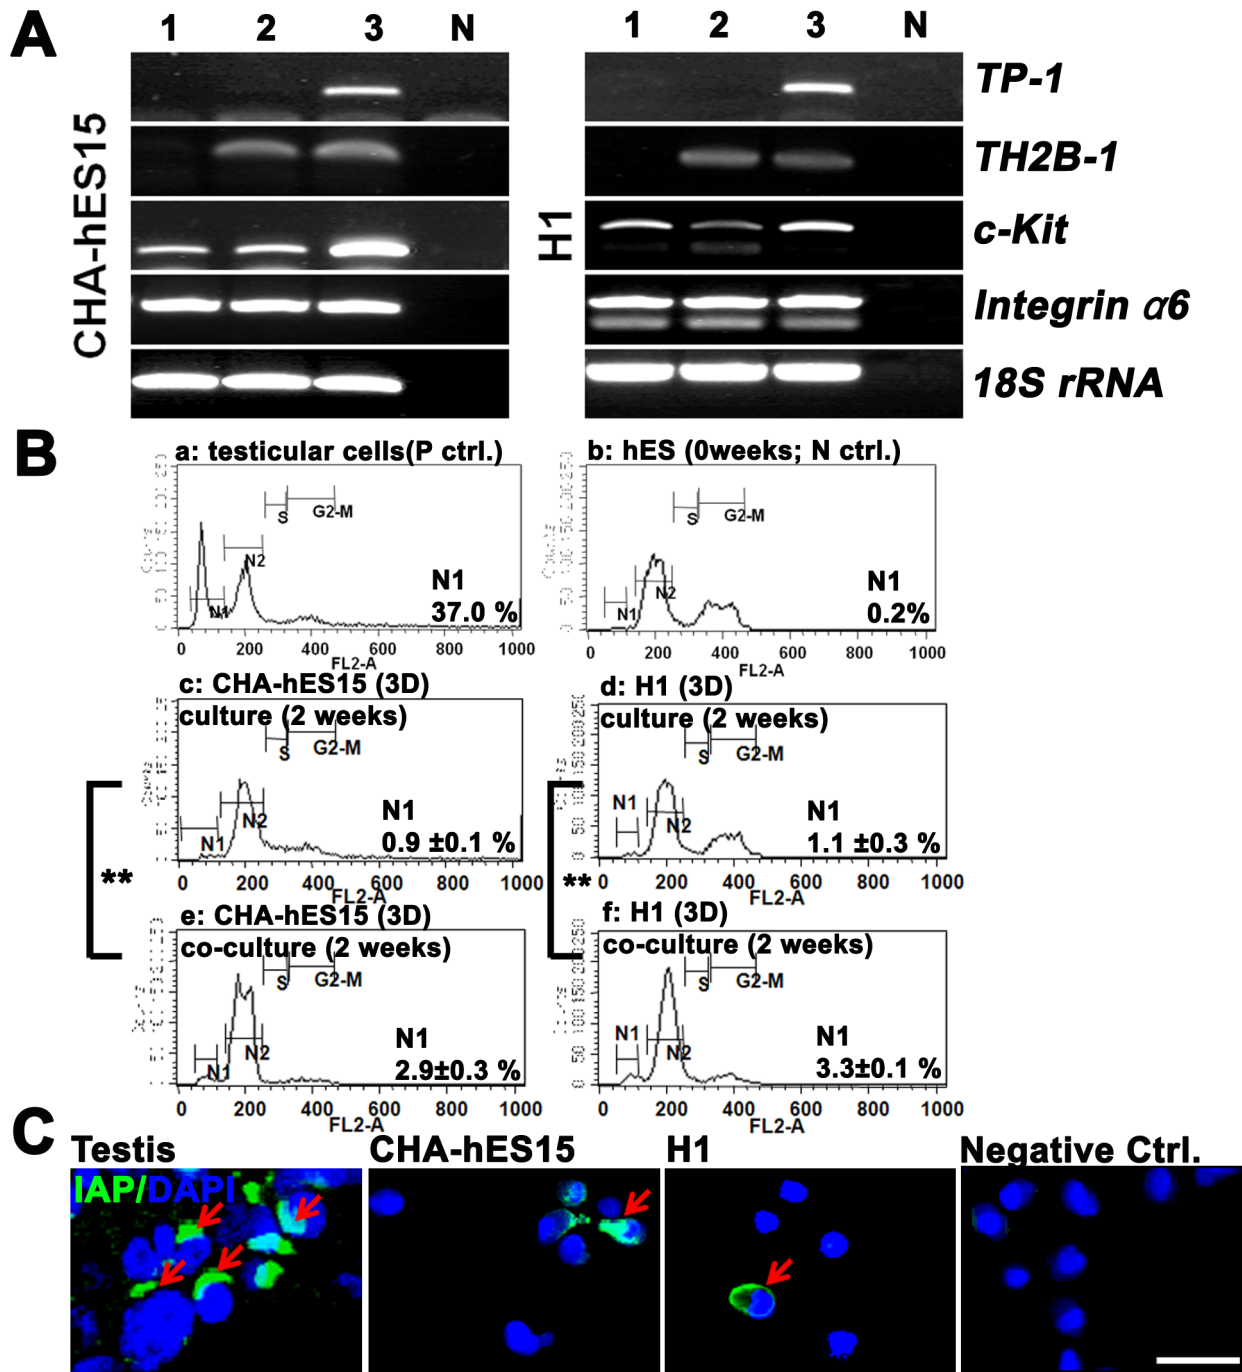 A
1 2 3 N
1 2 3 N
CHA-hES15
H1
TP-1
TH2B-1
c-Kit
Integrin α6
18S rRNA
B
a: testicular cells(P ctrl.)
S
G2-M
N2
N1
N1
37.0 %
0 200 400 600 800 1000
FL2-A
b: hES (0weeks; N ctrl.)
S
G2-M
N2
N1
N1
0.2%
0 200 400 600 800 1000
FL2-A
c: CHA-hES15 (3D)
culture (2 weeks)
S
G2-M
N2
N1
N1
0.9 ±0.1 %
0 200 400 600 800 1000
FL2-A
d: H1 (3D)
culture (2 weeks)
S
G2-M
N1
N2
N1
1.1 ±0.3 %
0 200 400 600 800 1000
FL2-A
**
**
e: CHA-hES15 (3D)
co-culture (2 weeks)
S
G2-M
N2
N1
N1
2.9±0.3 %
0 200 400 600 800 1000
FL2-A
f: H1 (3D)
co-culture (2 weeks)
S
G2-M
N1
N2
N1
3.3±0.1 %
0 200 400 600 800 1000
FL2-A
C
Testis
IAP/DAPI
CHA-hES15
H1
Negative Ctrl.